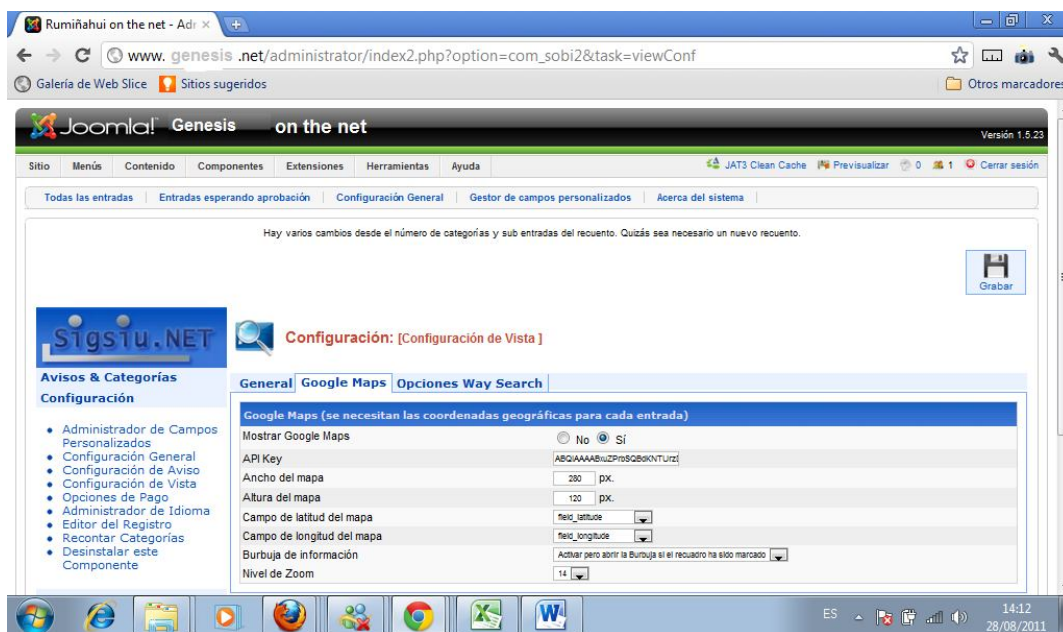 Rumiñahui on the net - Adr
www. genesis .net/administrator/index2.php?option=com_sobi2&task=viewConf
Galería de Web Slice Sitios sugeridos Otros marcadores
Joomla! Genesis on the net
Versión 1.5.23
Sitio Menús Contenido Componentes Extensiones Herramientas Ayuda JAT3 Clean Cache Previsualizar 0 1 Cerrar sesión
Todas las entradas Entradas esperando aprobación Configuración General Gestor de campos personalizados Acerca del sistema
Hay varios cambios desde el número de categorías y sub entradas del recuento. Quizás sea necesario un nuevo recuento.
Grabar
Sigsiu.NET
Configuración: [Configuración de Vista ]
Avisos & Categorías
Configuración
Administrador de Campos
Personalizados
Configuración General
Configuración de Aviso
Configuración de Vista
Opciones de Pago
Administrador de Idioma
Editor del Registro
Recontar Categorías
Desinstalar este
Componente
General Google Maps Opciones Way Search
Google Maps (se necesitan las coordenadas geográficas para cada entrada)
Mostrar Google Maps No Sí
API Key
Ancho del mapa 280 px.
Altura del mapa 120 px.
Campo de latitud del mapa field_latitude
Campo de longitud del mapa field_longitude
Burbuja de información Activar pero abrir la Burbuja si el recuadro ha sido marcado
Nivel de Zoom 14
ES 14:12
28/08/2011